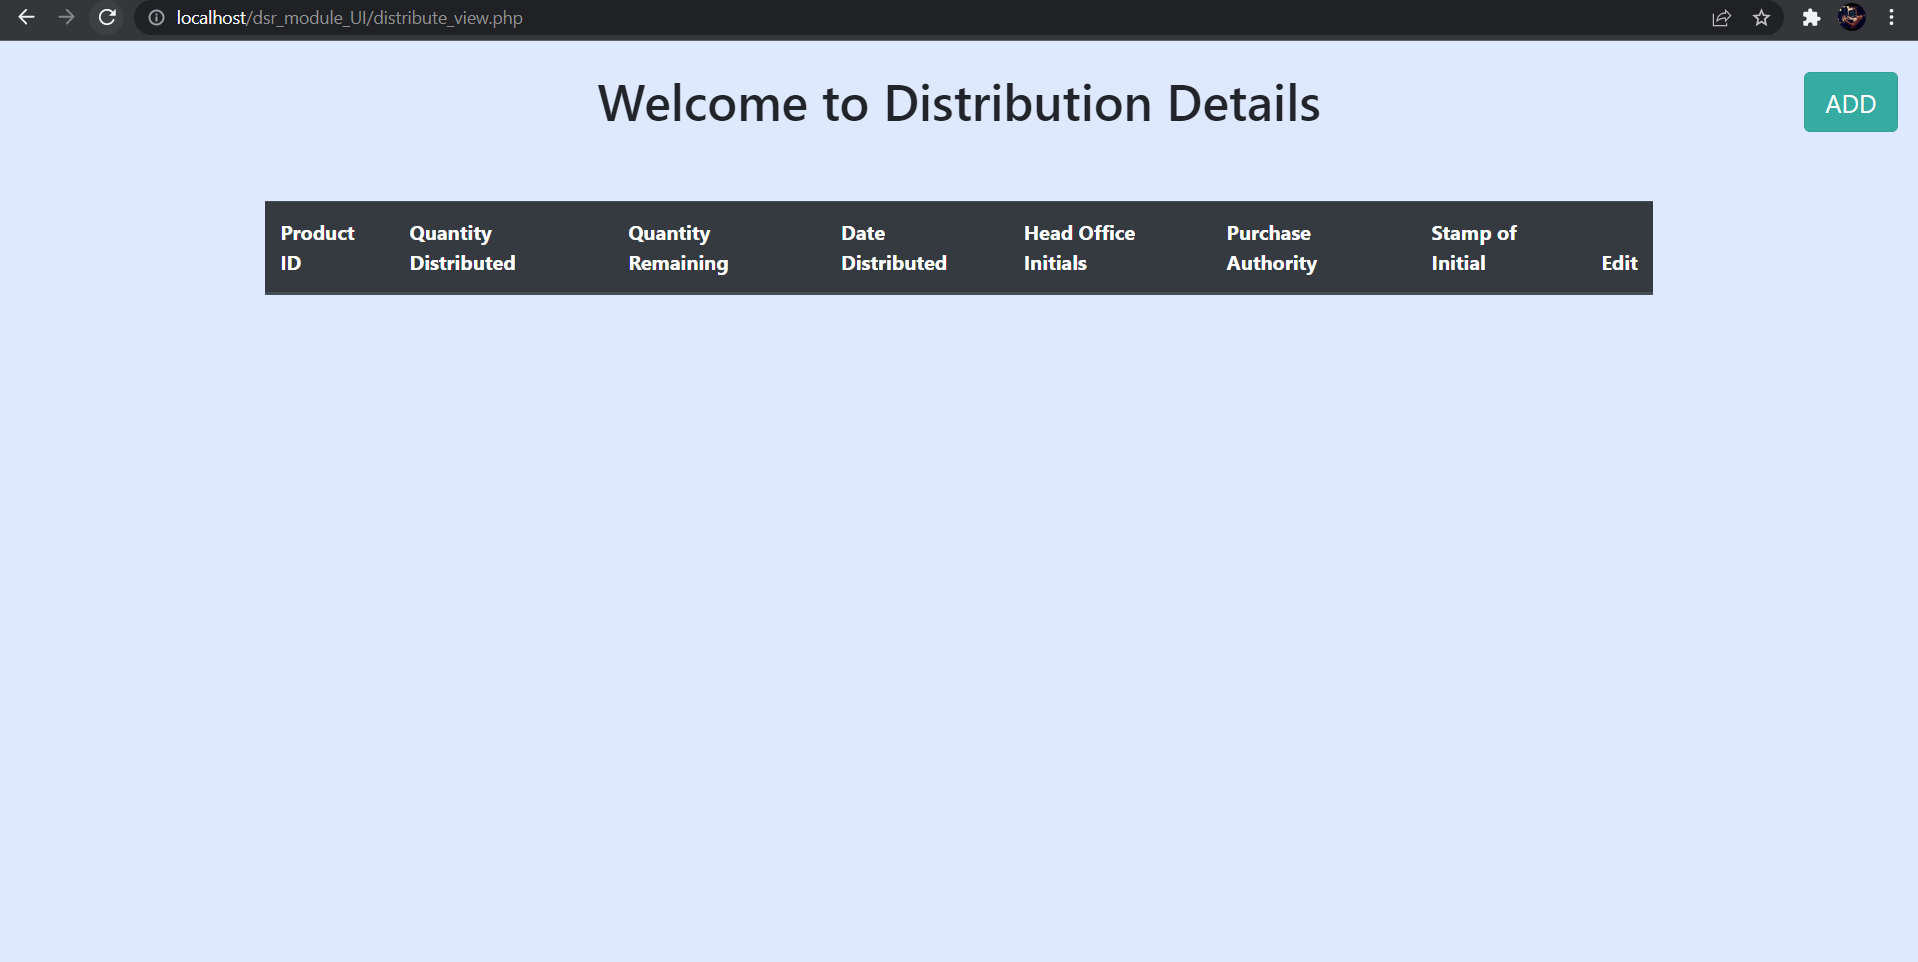 localhost/dsr_module_UI/distribute_view.php
Welcome to Distribution Details
ADD
Product ID
Quantity Distributed
Quantity Remaining
Date Distributed
Head Office Initials
Purchase Authority
Stamp of Initial
Edit